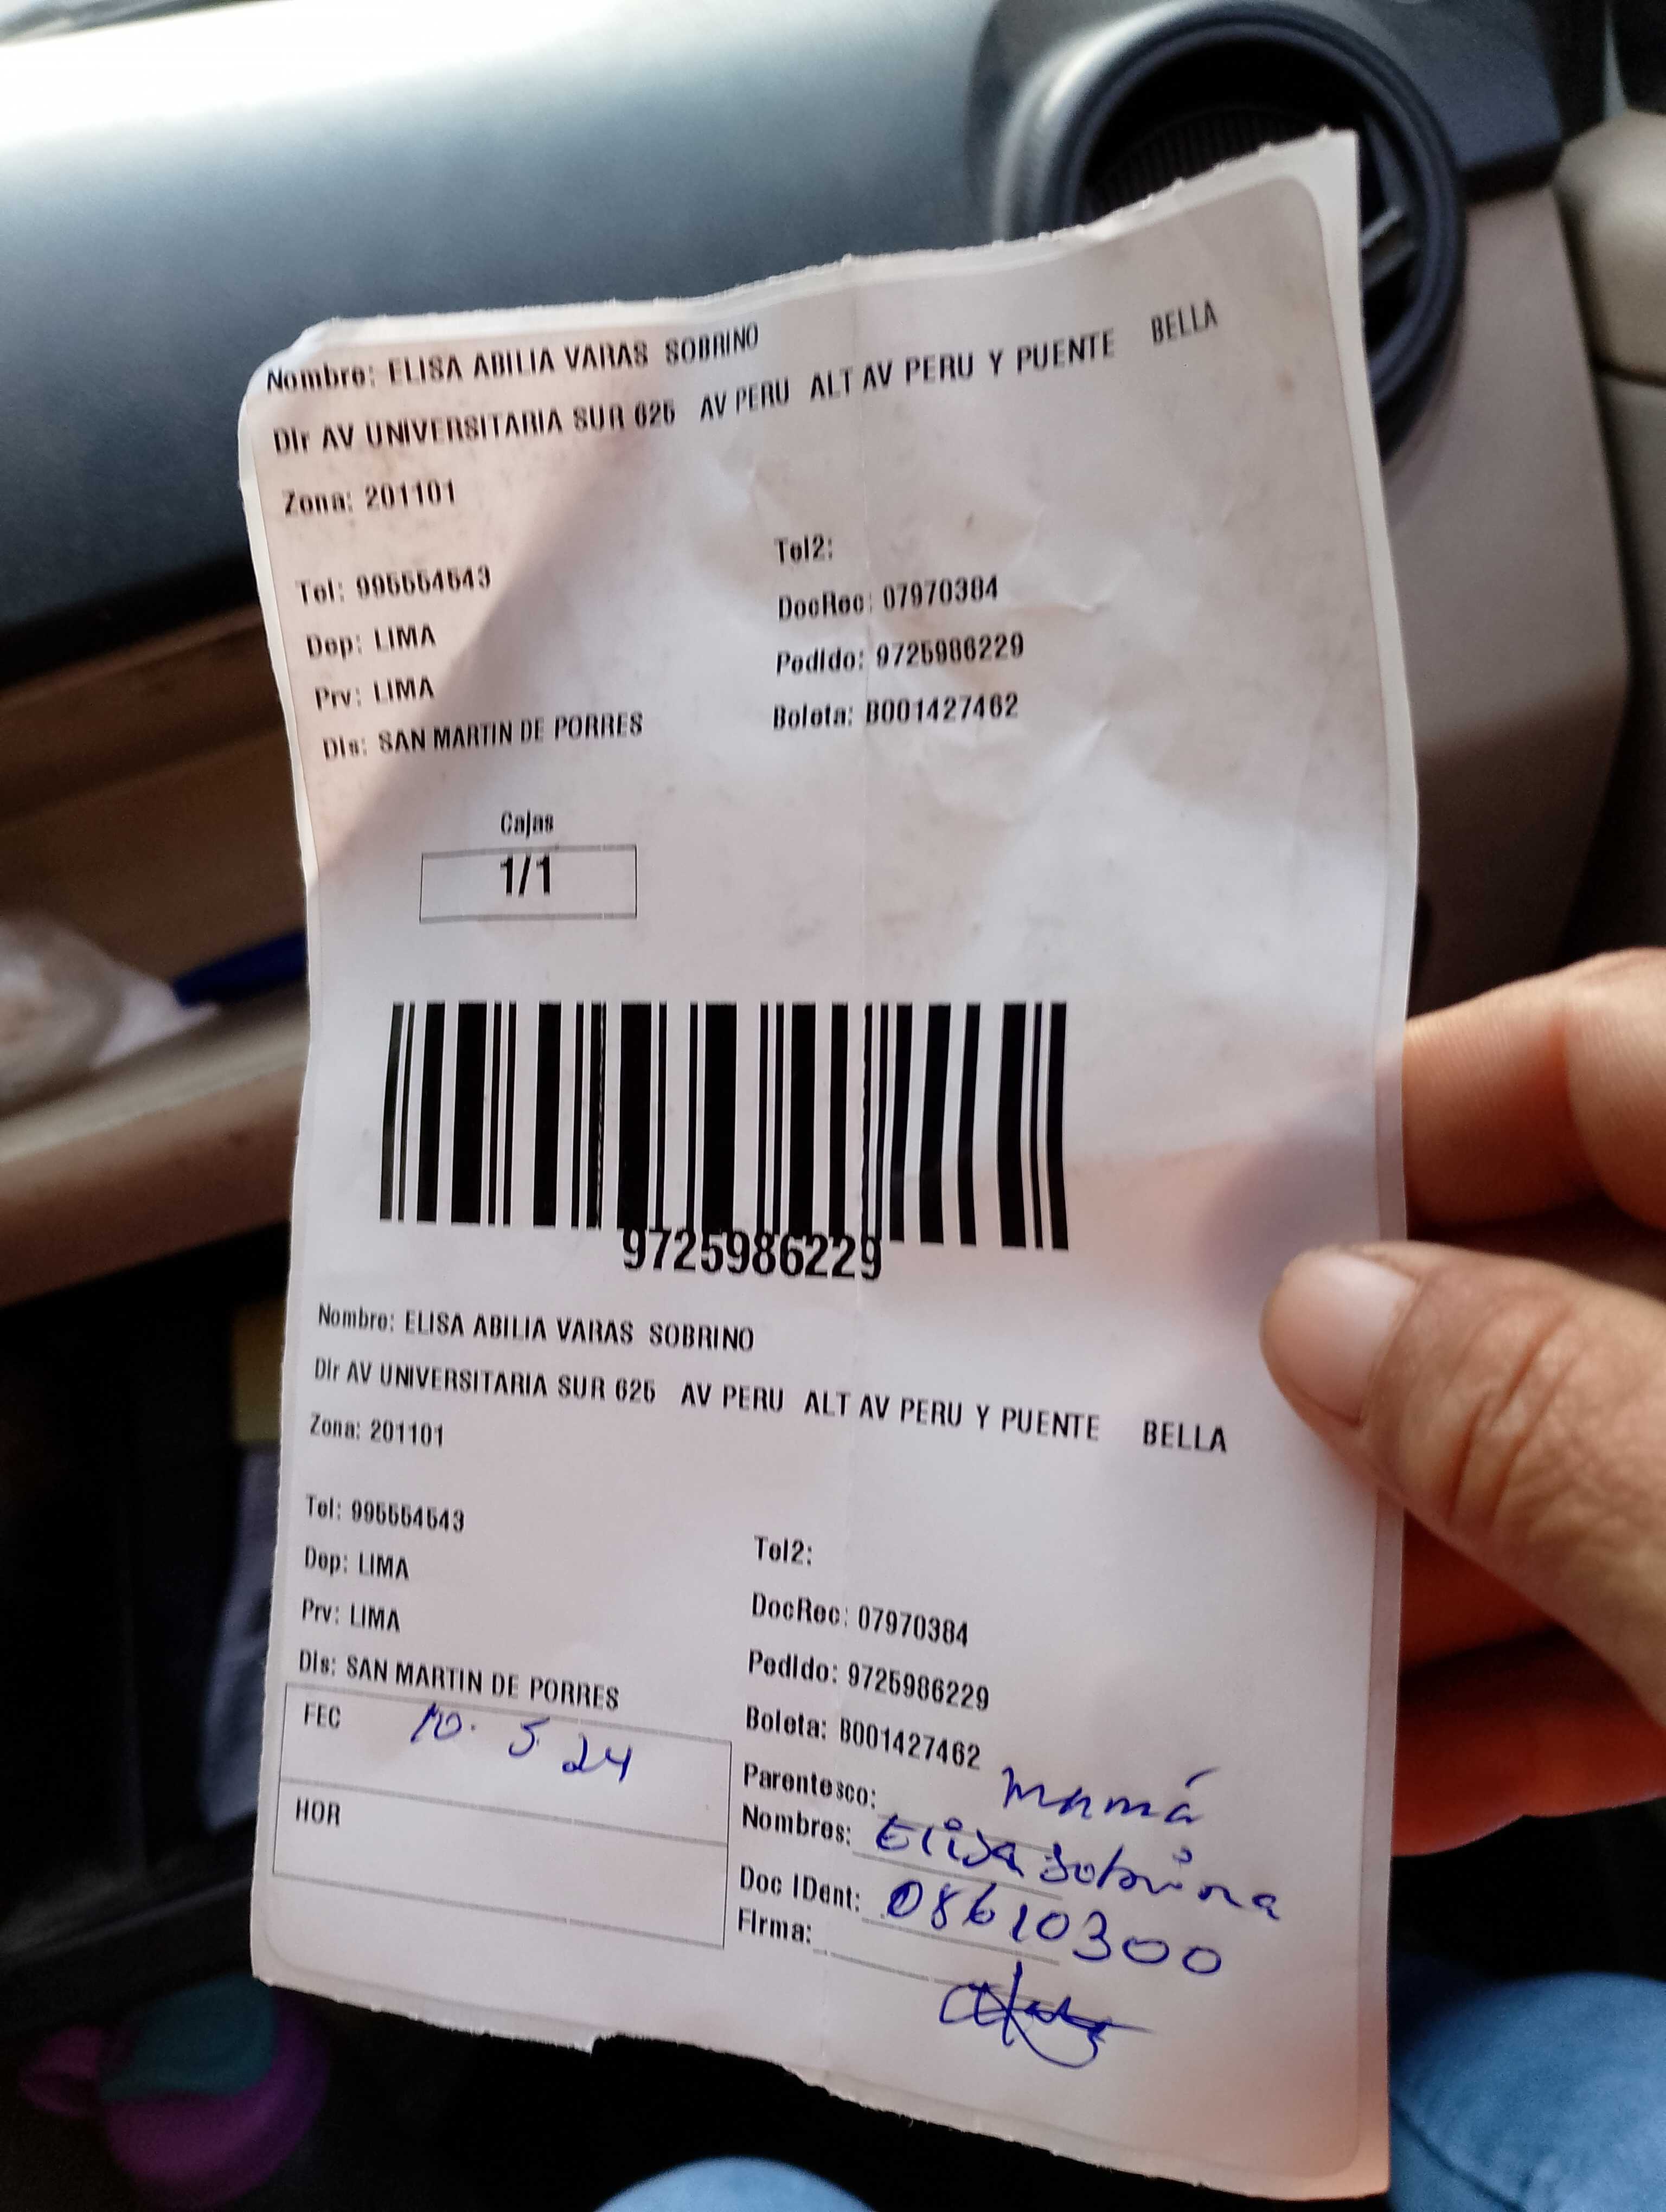 Nombre: ELISA ABILIA VARAS SOBRINO
Dir AV UNIVERSITARIA SUR 625 AV PERU ALT AV PERU Y PUENTE BELLA
Zona: 201101
Tel: 995554543 Tel2:
Dep: LIMA DocRec: 07970384
Prv: LIMA Pedido: 9725986229
Dis: SAN MARTIN DE PORRES Boleta: B001427462
Cajas
1/1
9725986229
Nombre: ELISA ABILIA VARAS SOBRINO
Dir AV UNIVERSITARIA SUR 625 AV PERU ALT AV PERU Y PUENTE BELLA
Zona: 201101
Tel: 995554543 Tel2:
Dep: LIMA DocRec: 07970384
Prv: LIMA Pedido: 9725986229
Dis: SAN MARTIN DE PORRES Boleta: B001427462
FEC 10. 5 24
HOR
Parentesco: mamá
Nombres: Elisa Sobrina
Doc IDent: 08610300
Firma: